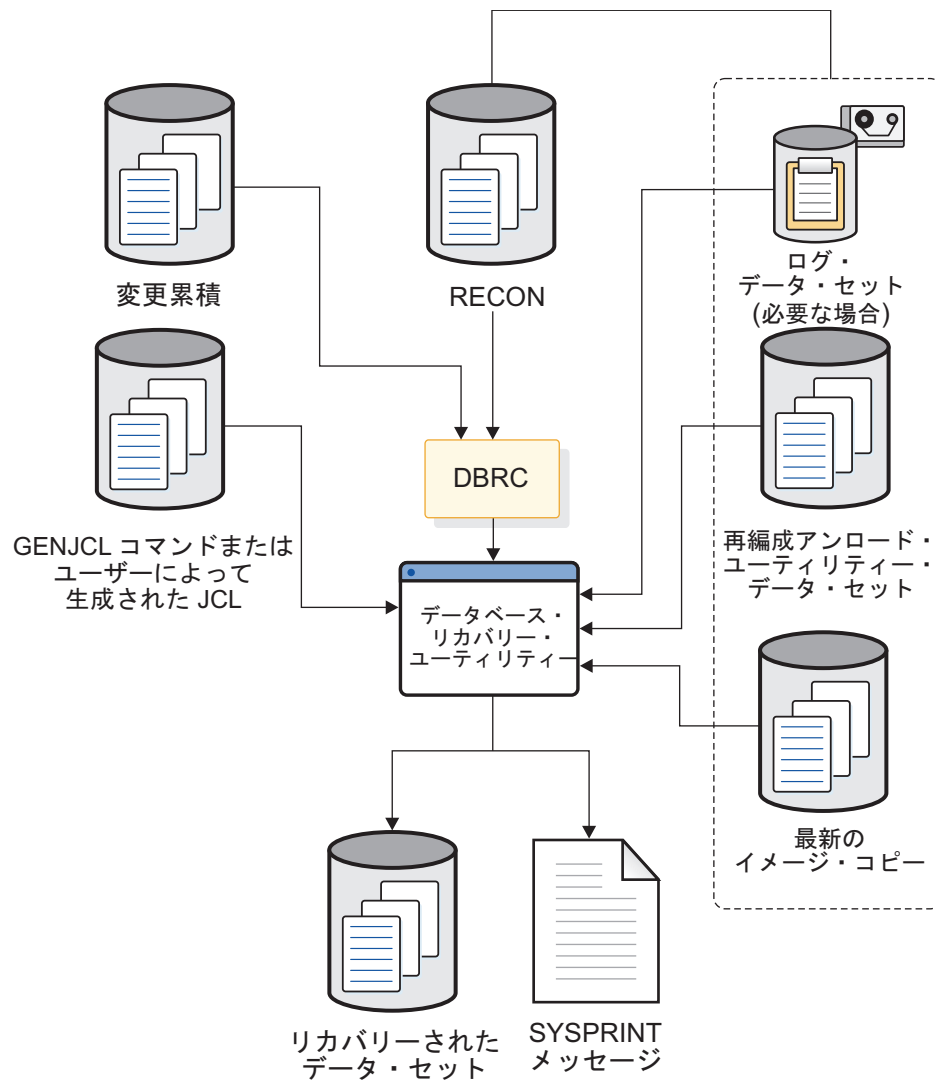 変更累積
RECON
ログ・
データ・セット
(必要な場合)
GENJCL コマンドまたは
ユーザーによって
生成された JCL
DBRC
再編成アンロード・
ユーティリティー・
データ・セット
データベース・
リカバリー・
ユーティリティー
最新の
イメージ・コピー
リカバリーされた
データ・セット
SYSPRINT
メッセージ